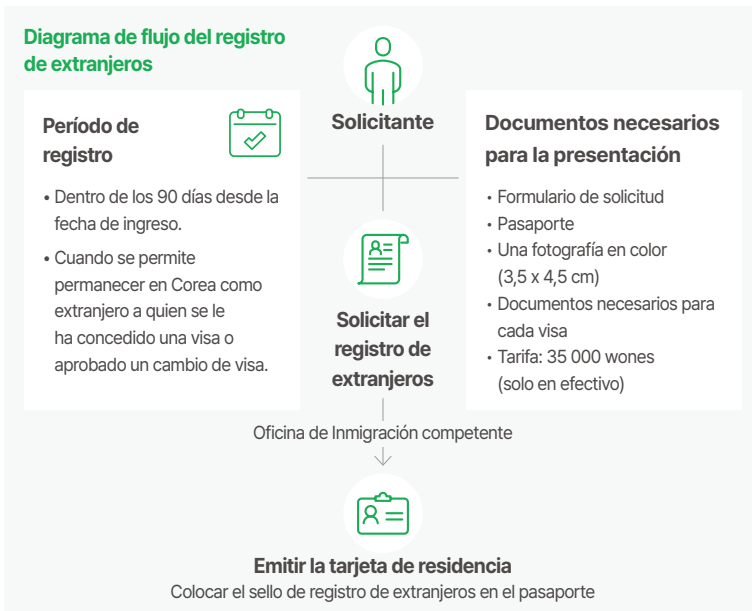 Diagrama de flujo del registro
de extranjeros
Solicitante
Período de
registro
• Dentro de los 90 días desde la
fecha de ingreso.
• Cuando se permite
permanecer en Corea como
extranjero a quien se le
ha concedido una visa o
aprobado un cambio de visa.
Documentos necesarios
para la presentación
• Formulario de solicitud
• Pasaporte
• Una fotografía en color
(3,5 x 4,5 cm)
• Documentos necesarios para
cada visa
• Tarifa: 35 000 wones
(solo en efectivo)
Solicitar el
registro de
extranjeros
Oficina de Inmigración competente
Emitir la tarjeta de residencia
Colocar el sello de registro de extranjeros en el pasaporte